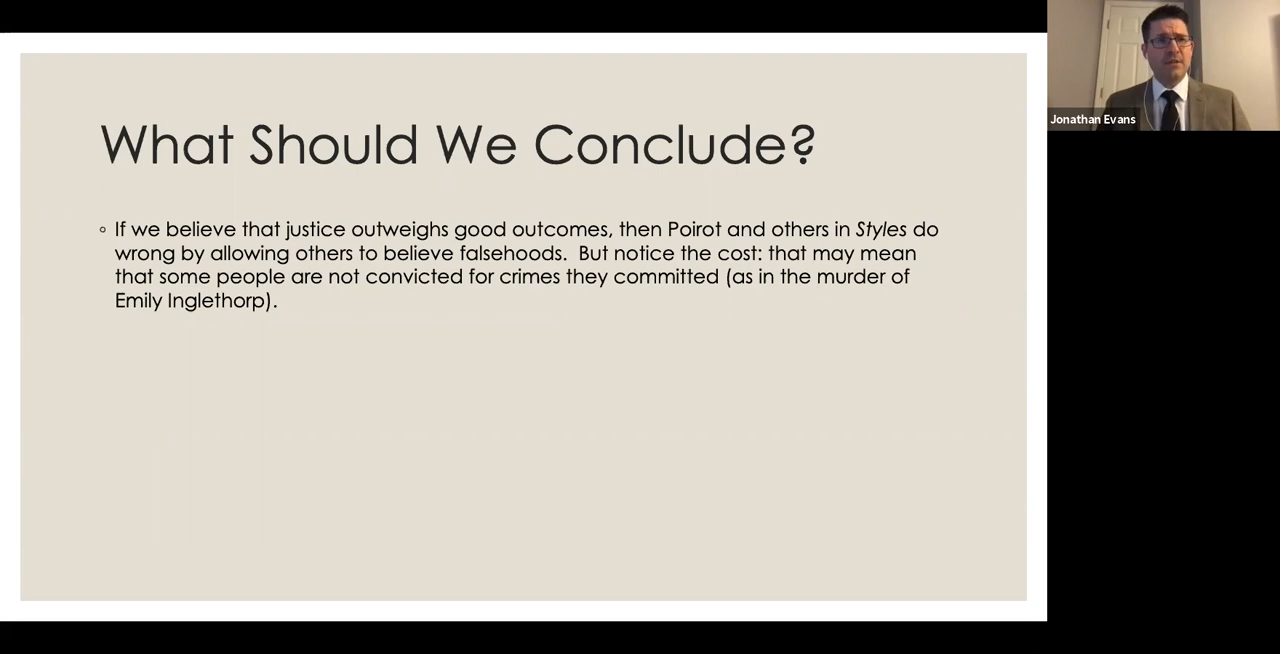 What Should We Conclude?
◦ If we believe that justice outweighs good outcomes, then Poirot and others in Styles do
wrong by allowing others to believe falsehoods.  But notice the cost: that may mean
that some people are not convicted for crimes they committed (as in the murder of
Emily Inglethorp).
Jonathan Evans